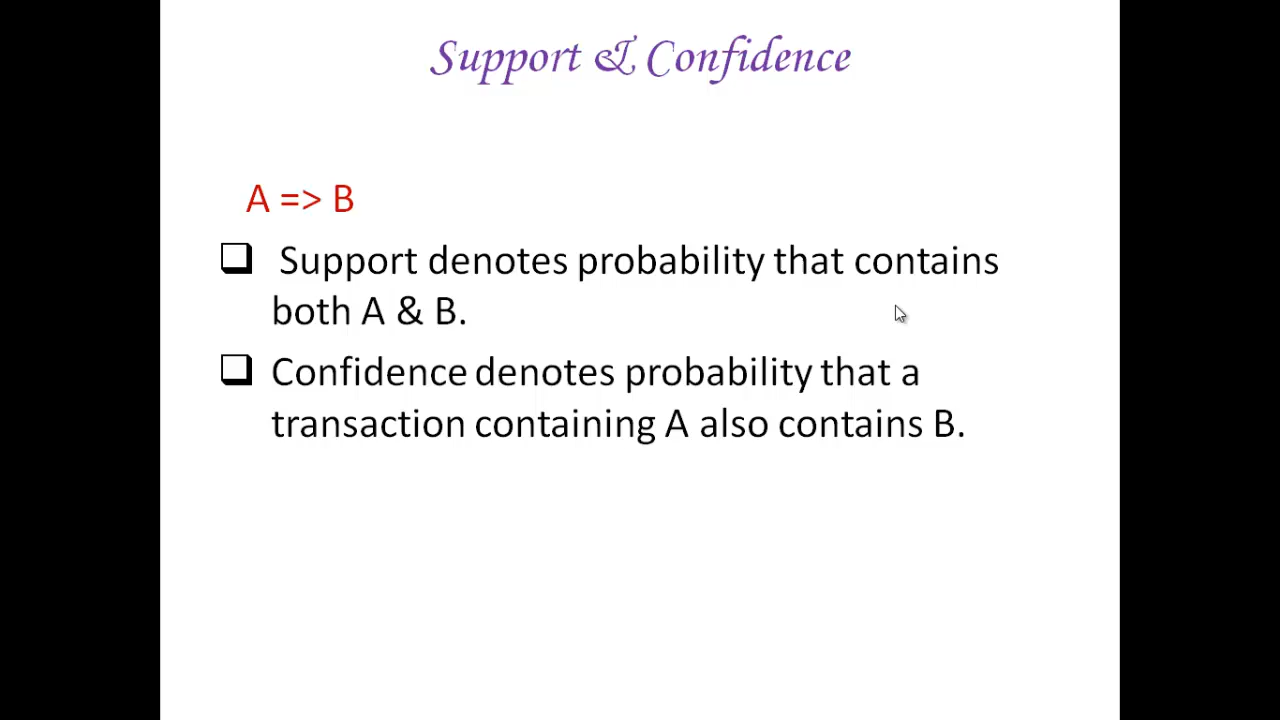 Support & Confidence
A => B
Support denotes probability that contains
both A & B.
Confidence denotes probability that a
transaction containing A also contains B.